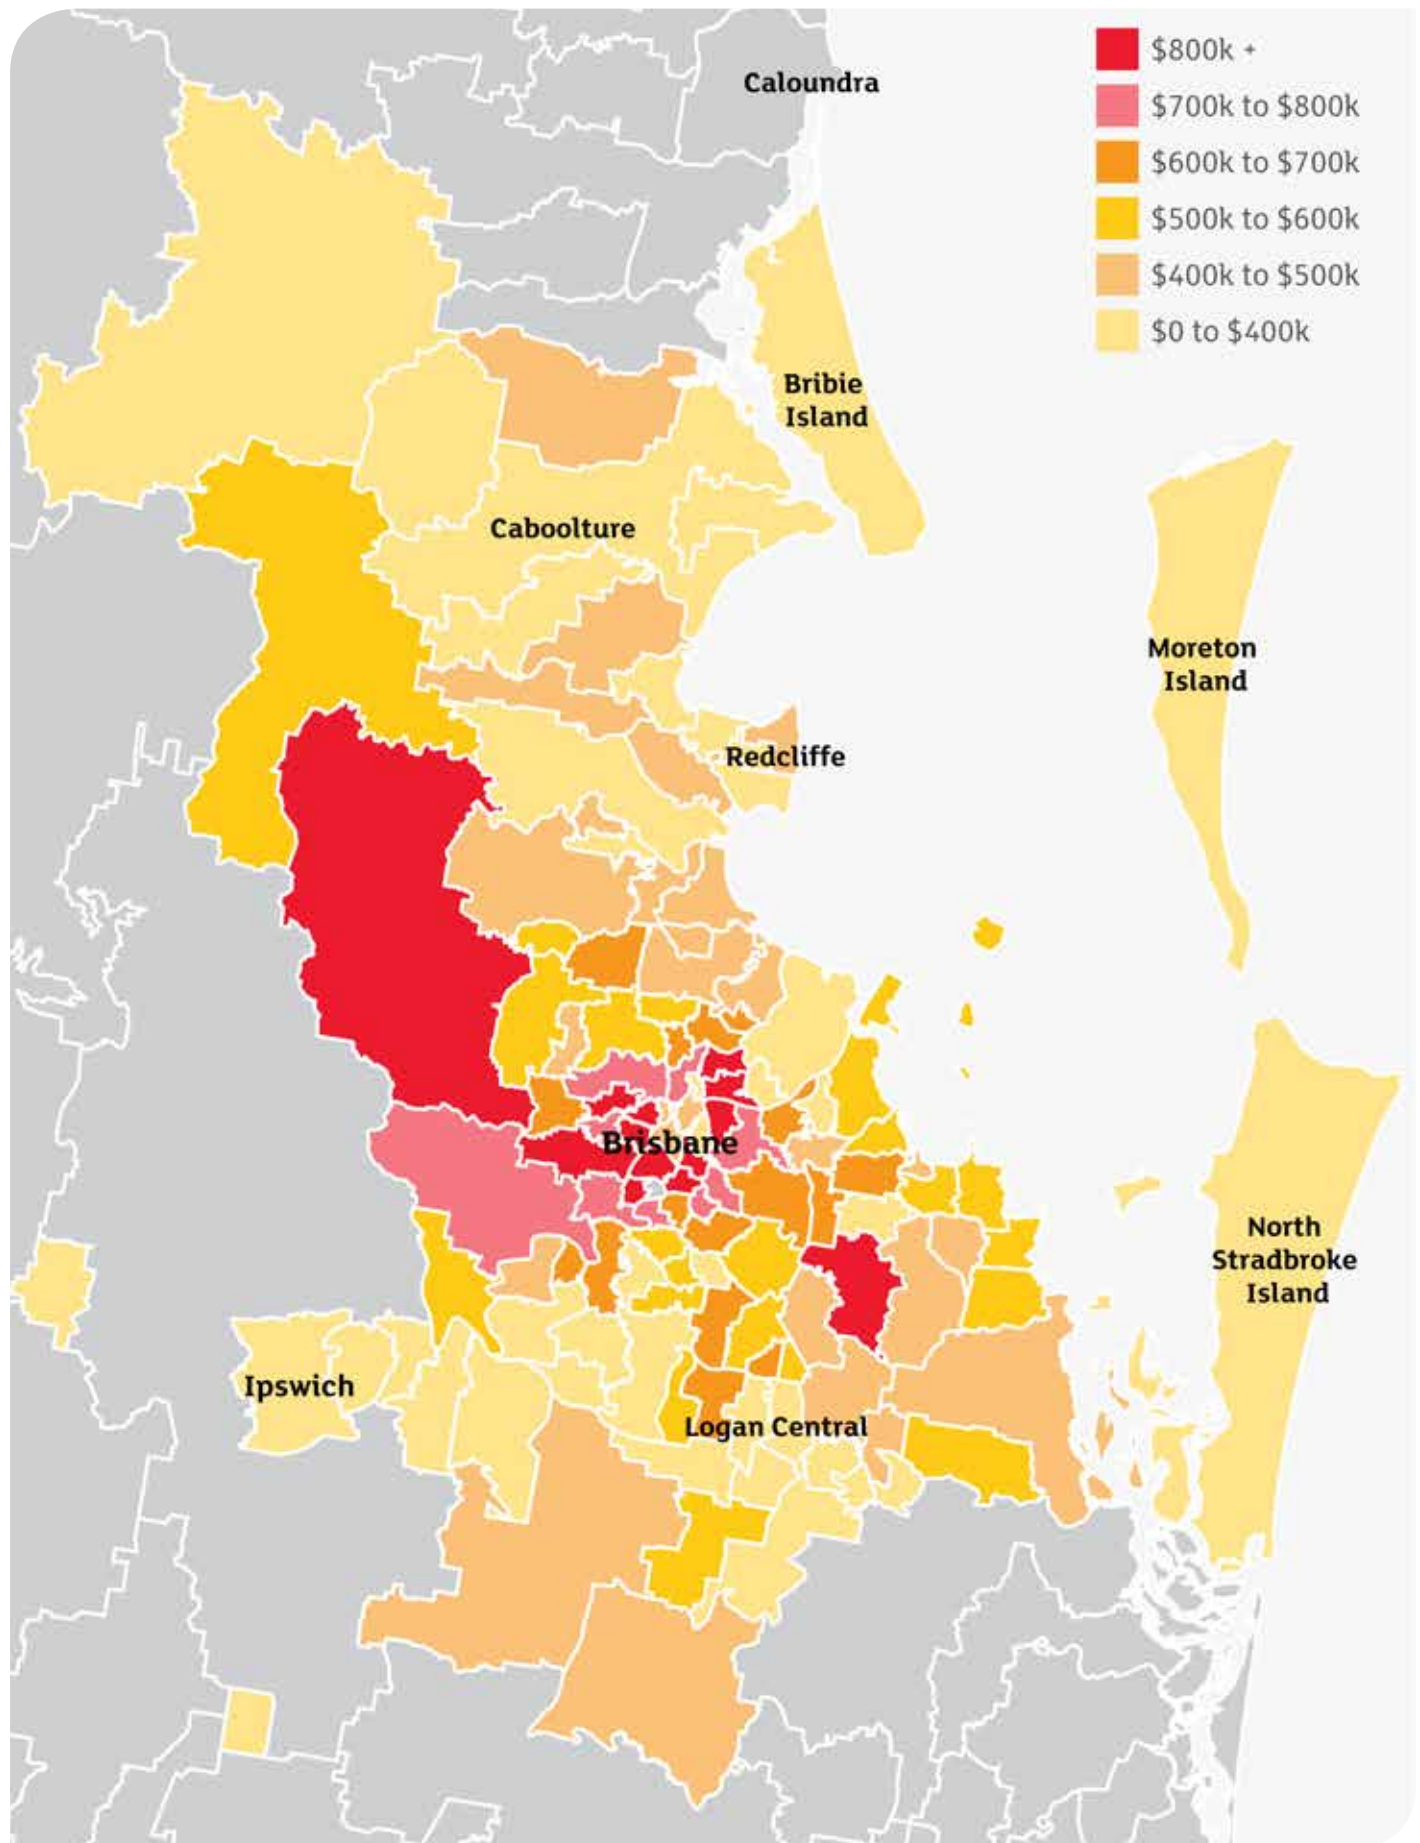 Caloundra
$800k +
$700k to $800k
$600k to $700k
$500k to $600k
$400k to $500k
$0 to $400k
Bribie
Island
Caboolture
Moreton
Island
Redcliffe
Brisbane
North
Stradbroke
Island
Ipswich
Logan Central